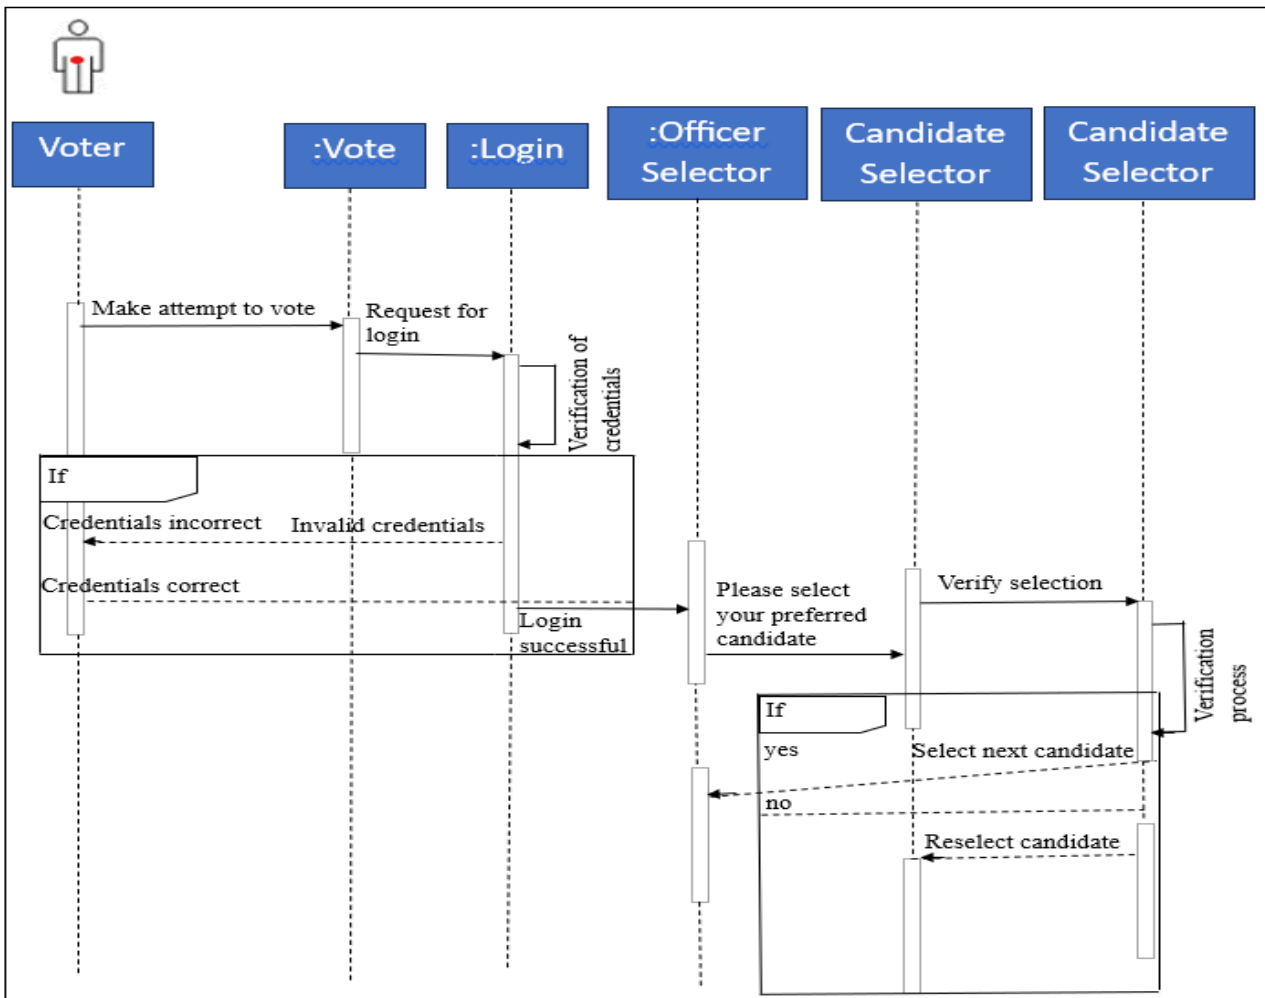 Voter
:Vote
:Login
:Officer
Selector
Candidate
Selector
Candidate
Selector
Make attempt to vote
Request for
login
Verification of
credentials
If
Credentials incorrect
Invalid credentials
Credentials correct
Login
successful
Please select
your preferred
candidate
Verify selection
Verification
process
If
yes
Select next candidate
no
Reselect candidate